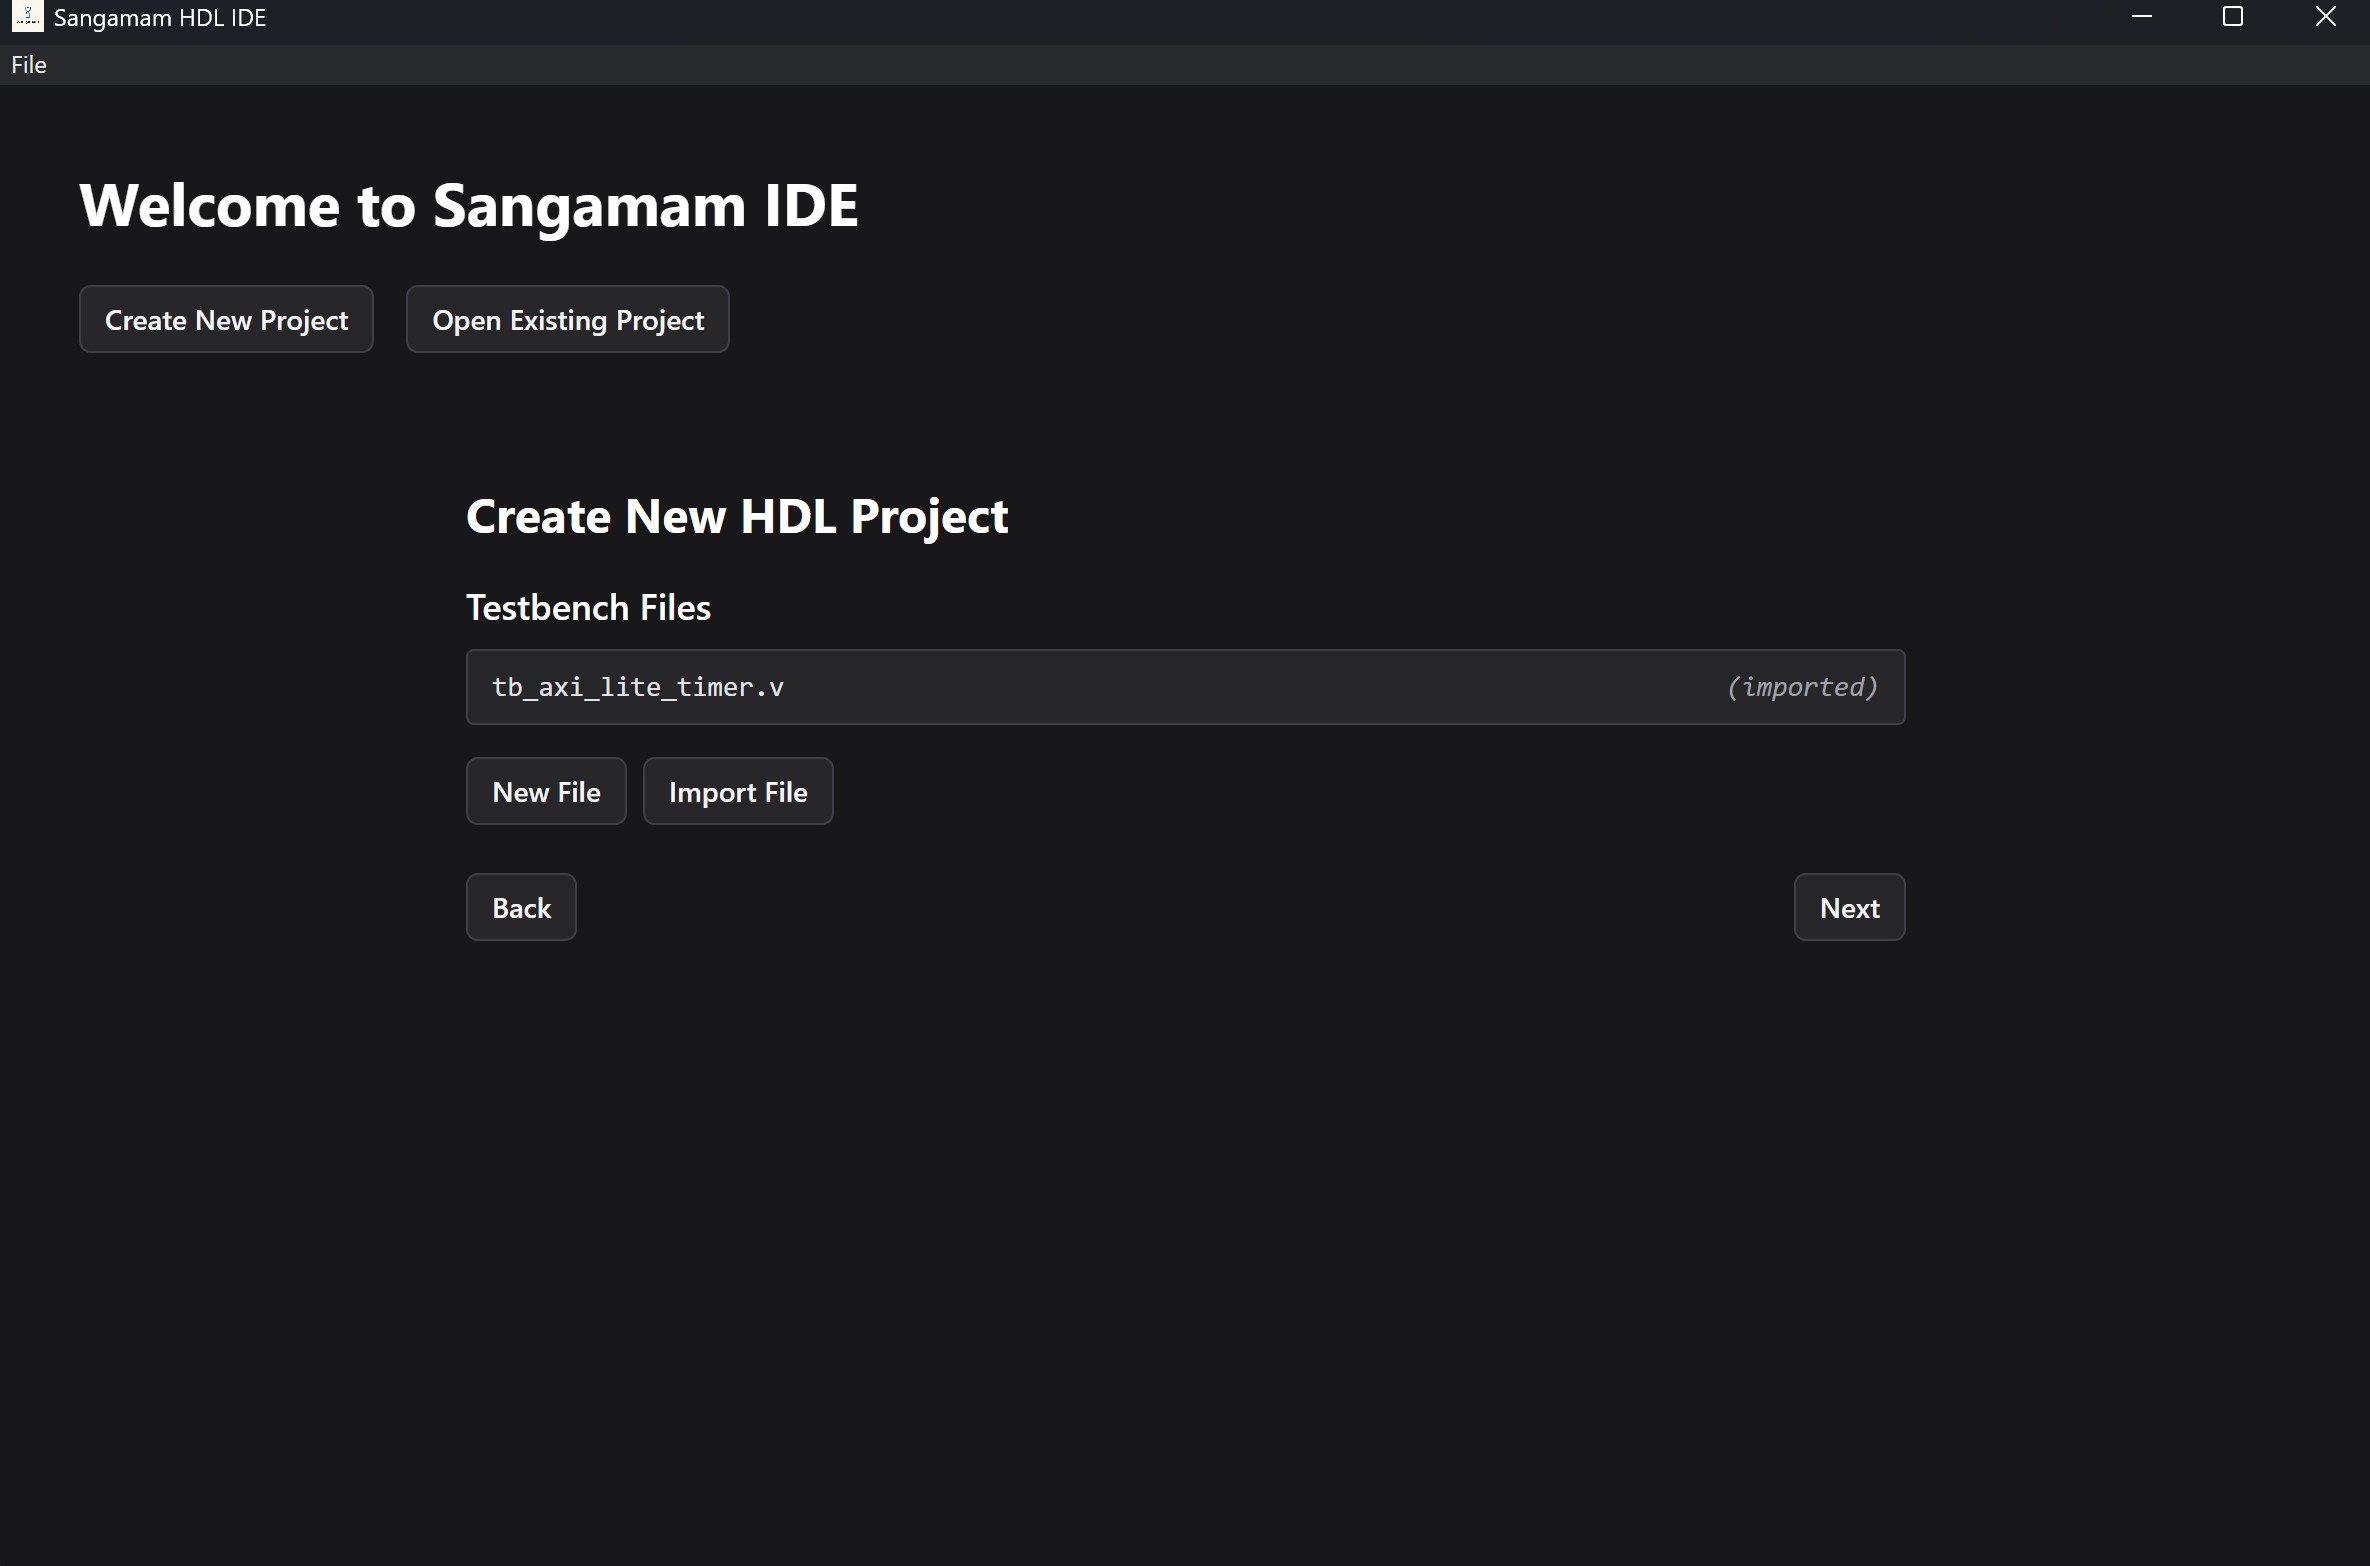 Sangamam HDL IDE
File
Welcome to Sangamam IDE
Create New Project
Open Existing Project
Create New HDL Project
Testbench Files
tb_axi_lite_timer.v (imported)
New File
Import File
Back
Next